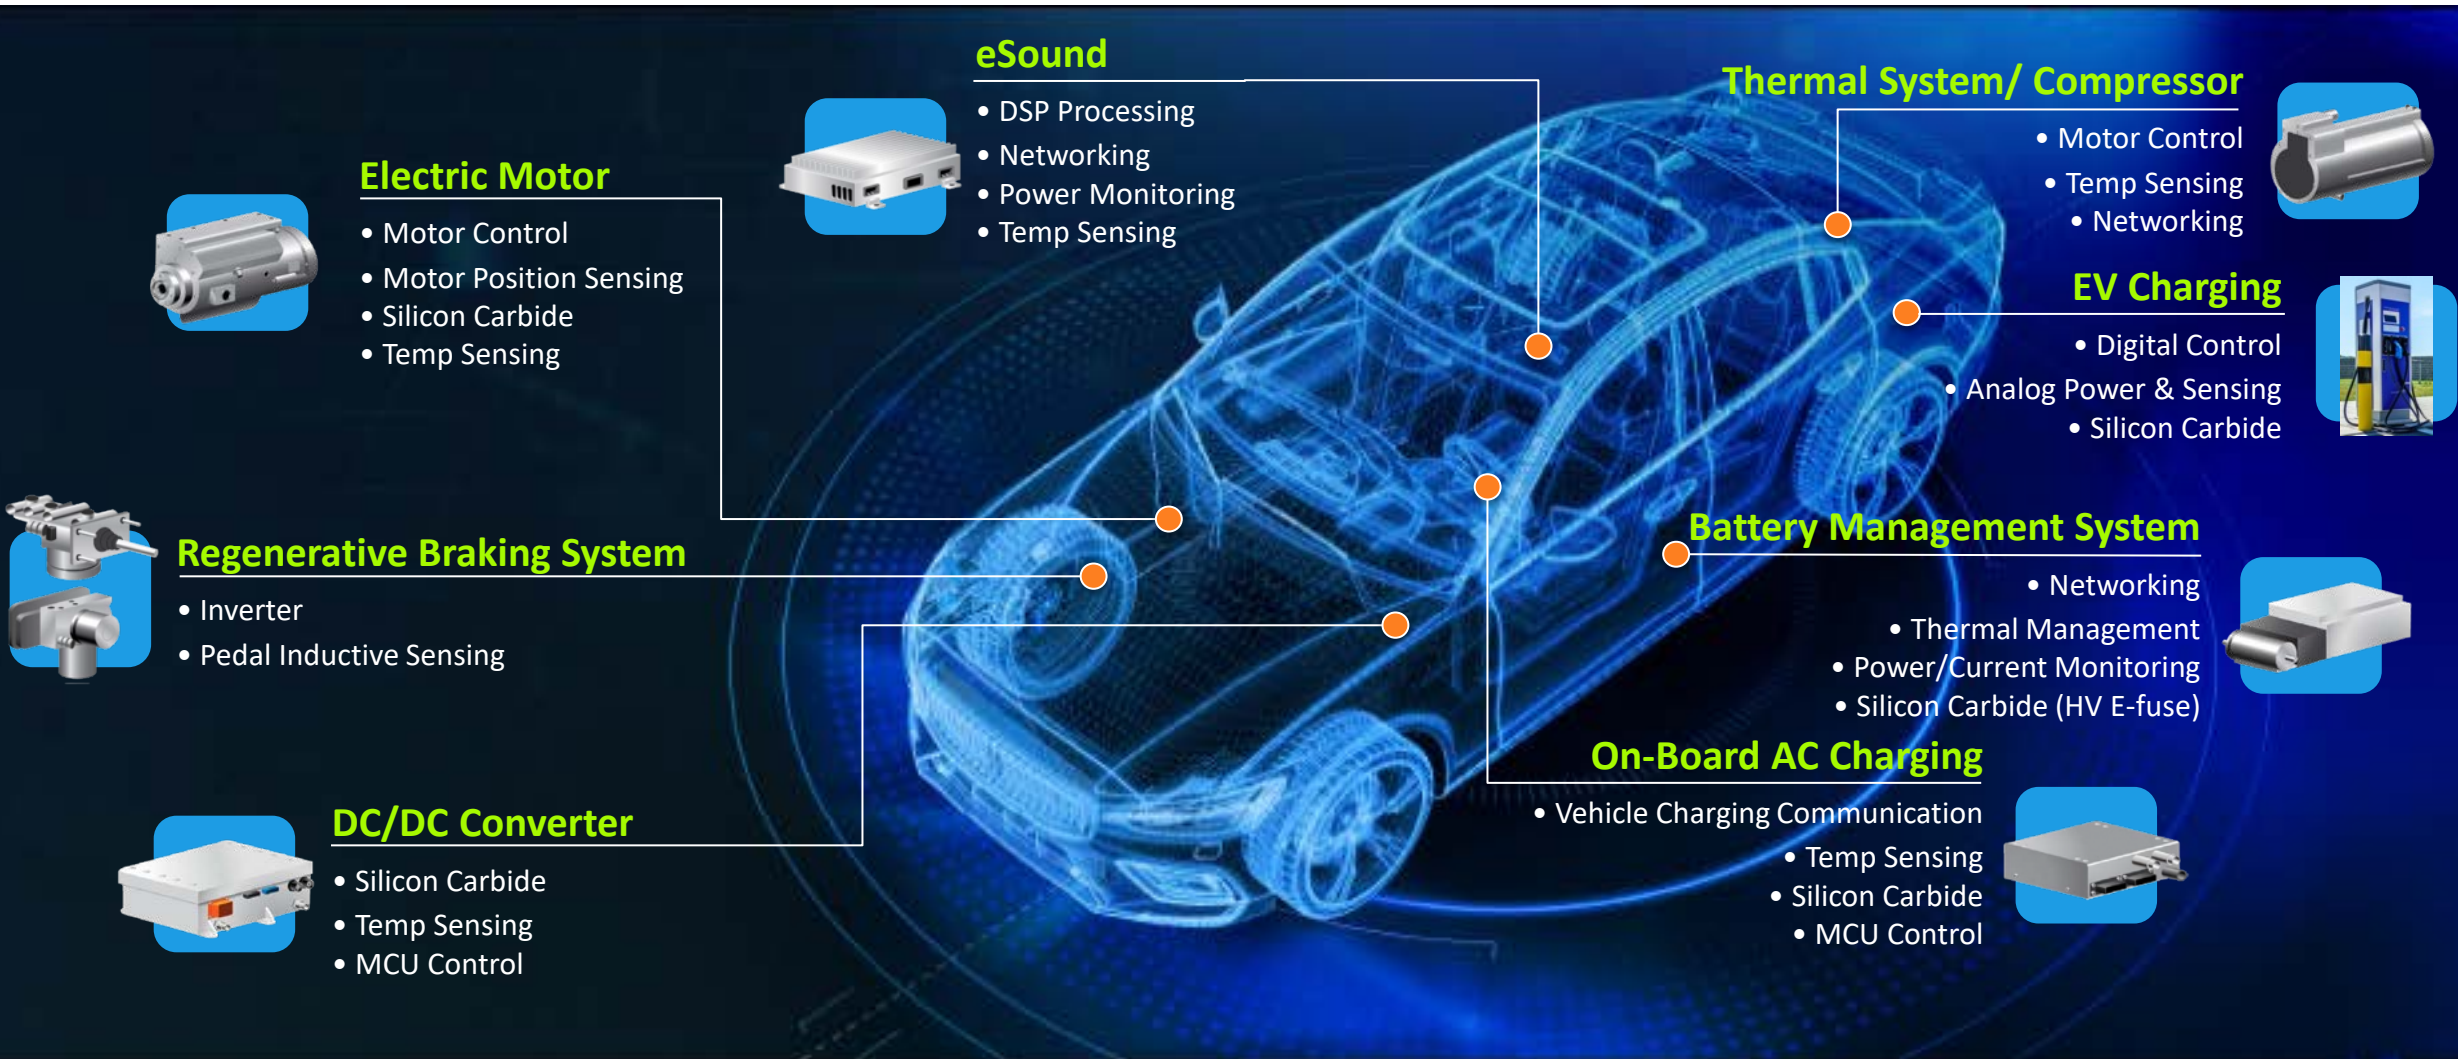 eSound
• DSP Processing
• Networking
• Power Monitoring
• Temp Sensing
Thermal System/ Compressor
• Motor Control
• Temp Sensing
• Networking
Electric Motor
• Motor Control
• Motor Position Sensing
• Silicon Carbide
• Temp Sensing
EV Charging
• Digital Control
• Analog Power & Sensing
• Silicon Carbide
Regenerative Braking System
• Inverter
• Pedal Inductive Sensing
Battery Management System
• Networking
• Thermal Management
• Power/Current Monitoring
• Silicon Carbide (HV E-fuse)
DC/DC Converter
• Silicon Carbide
• Temp Sensing
• MCU Control
On-Board AC Charging
• Vehicle Charging Communication
• Temp Sensing
• Silicon Carbide
• MCU Control